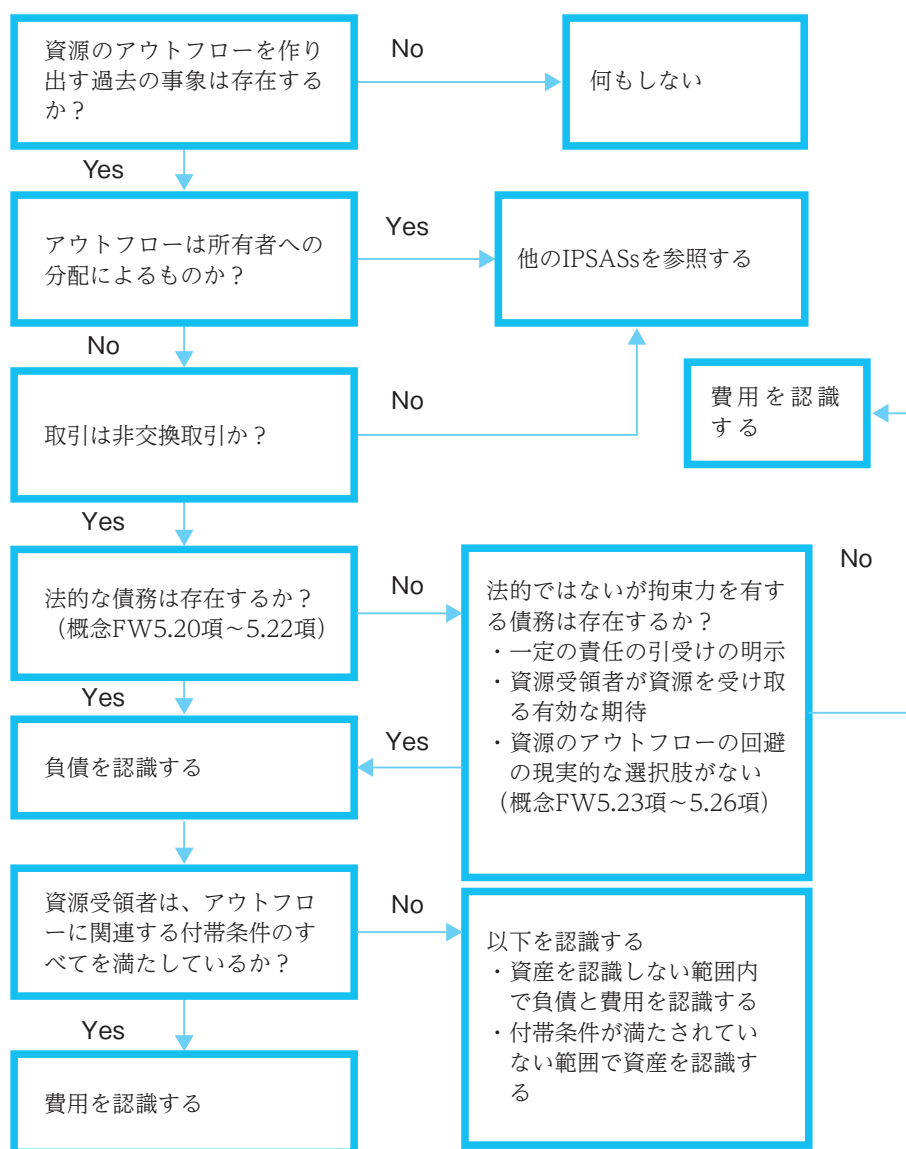 資源のアウトフローを作り
出す過去の事象は存在する
か？
No
何もしない
Yes
アウトフローは所有者への
分配によるものか？
Yes
他のIPSASsを参照する
No
取引は非交換取引か？
No
費用を認識
する
Yes
法的な債務は存在するか？
（概念FW5.20項～5.22項）
No
法的ではないが拘束力を有す
る債務は存在するか？
・一定の責任の引受けの明示
・資源受領者が資源を受け取
る有効な期待
・資源のアウトフローの回避
の現実的な選択肢がない
（概念FW5.23項～5.26項）
No
Yes
負債を認識する
Yes
資源受領者は、アウトフロ
ーに関連する付帯条件のす
べてを満たしているか？
No
以下を認識する
・資産を認識しない範囲内
で負債と費用を認識する
・付帯条件が満たされてい
ない範囲で資産を認識す
る
Yes
費用を認識する